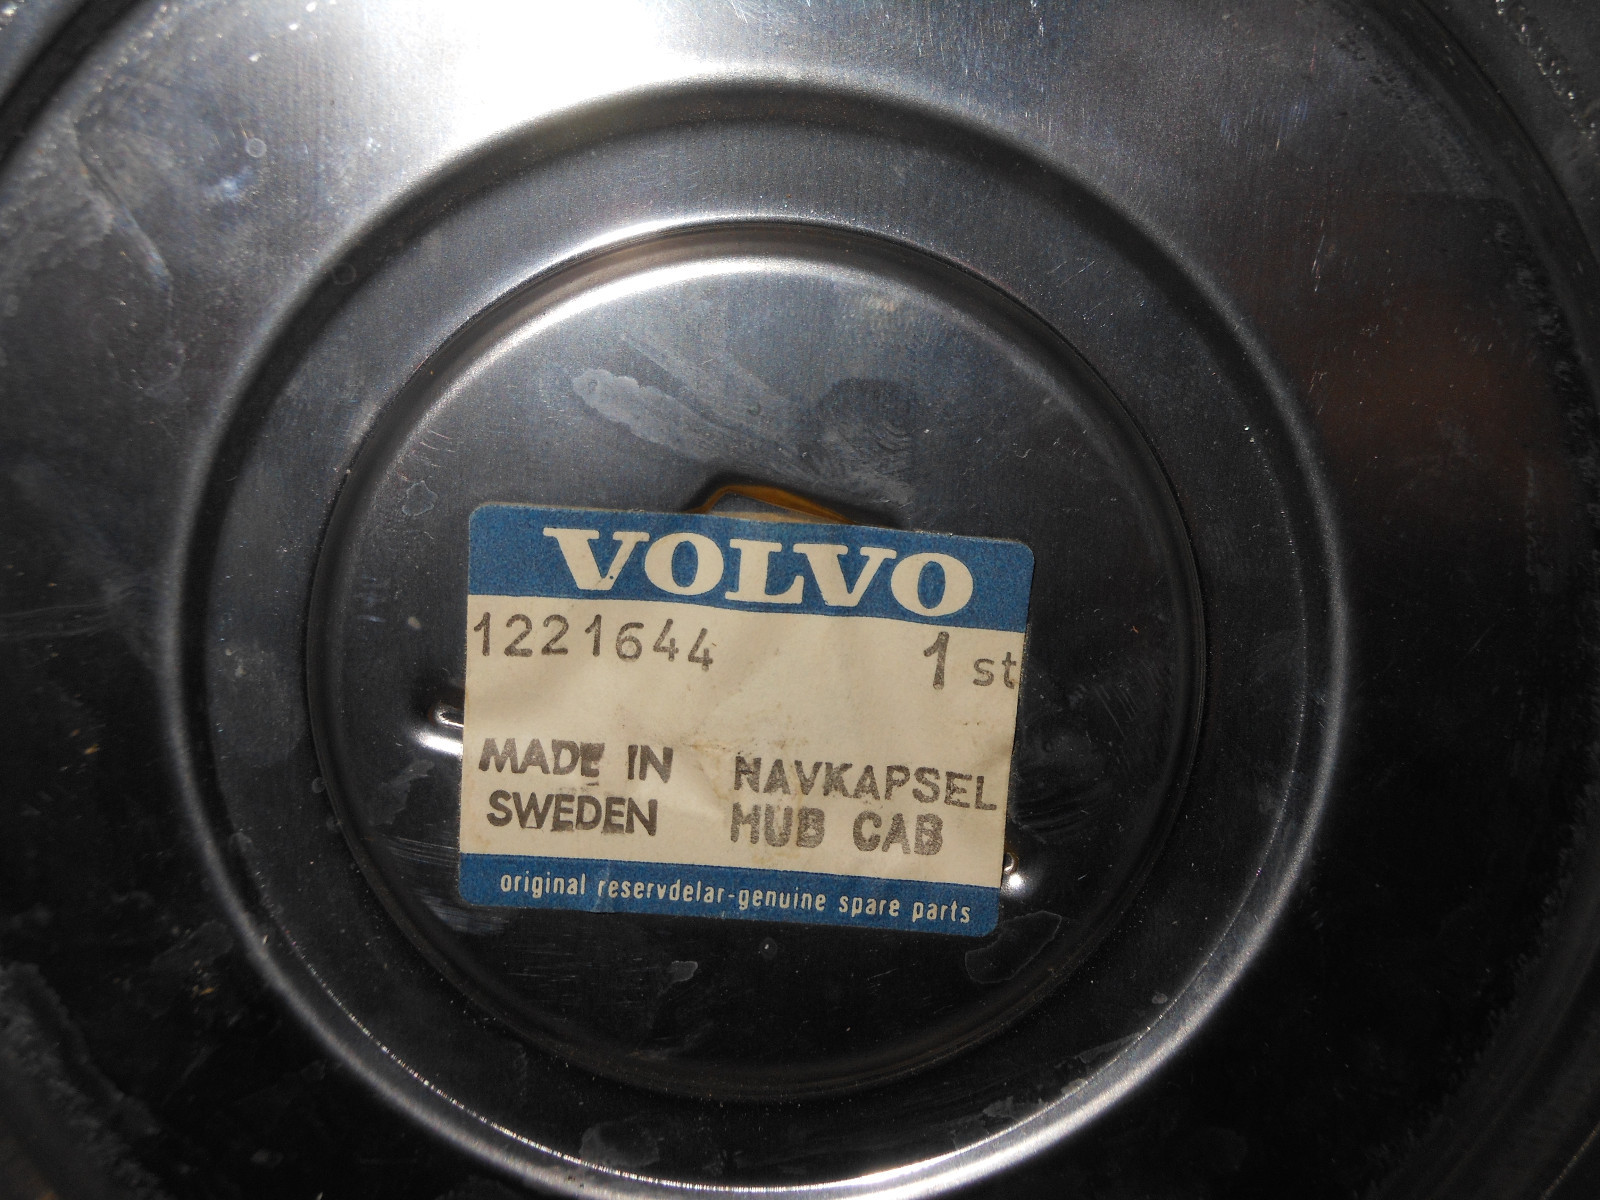 VOLVO
1221644 1 st
MADE IN NAVKAPSEL
SWEDEN HUB CAB
original reservdelar-genuine spare parts